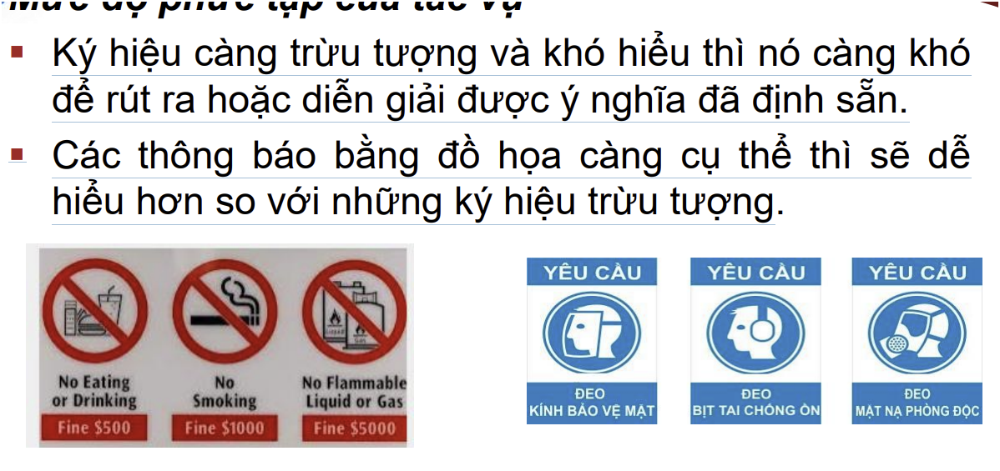 Mức độ phức tạp của tác vụ
Ký hiệu càng trừu tượng và khó hiểu thì nó càng khó
để rút ra hoặc diễn giải được ý nghĩa đã định sẵn.
Các thông báo bằng đồ họa càng cụ thể thì sẽ dễ
hiểu hơn so với những ký hiệu trừu tượng.
Liquid
Gas
No Eating
or Drinking
Fine $500
No
Smoking
Fine $1000
No Flammable
Liquid or Gas
Fine $5000
YÊU CẦU
ĐEO
KÍNH BẢO VỆ MẶT
YÊU CẦU
ĐEO
BỊT TAI CHỐNG ỒN
YÊU CẦU
ĐEO
MẶT NẠ PHÒNG ĐỘC